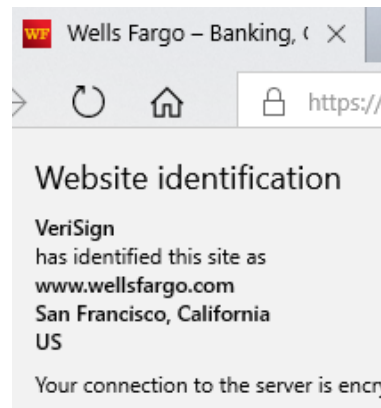 WF Wells Fargo – Banking,
https://
Website identification
VeriSign
has identified this site as
www.wellsfargo.com
San Francisco, California
US
Your connection to the server is